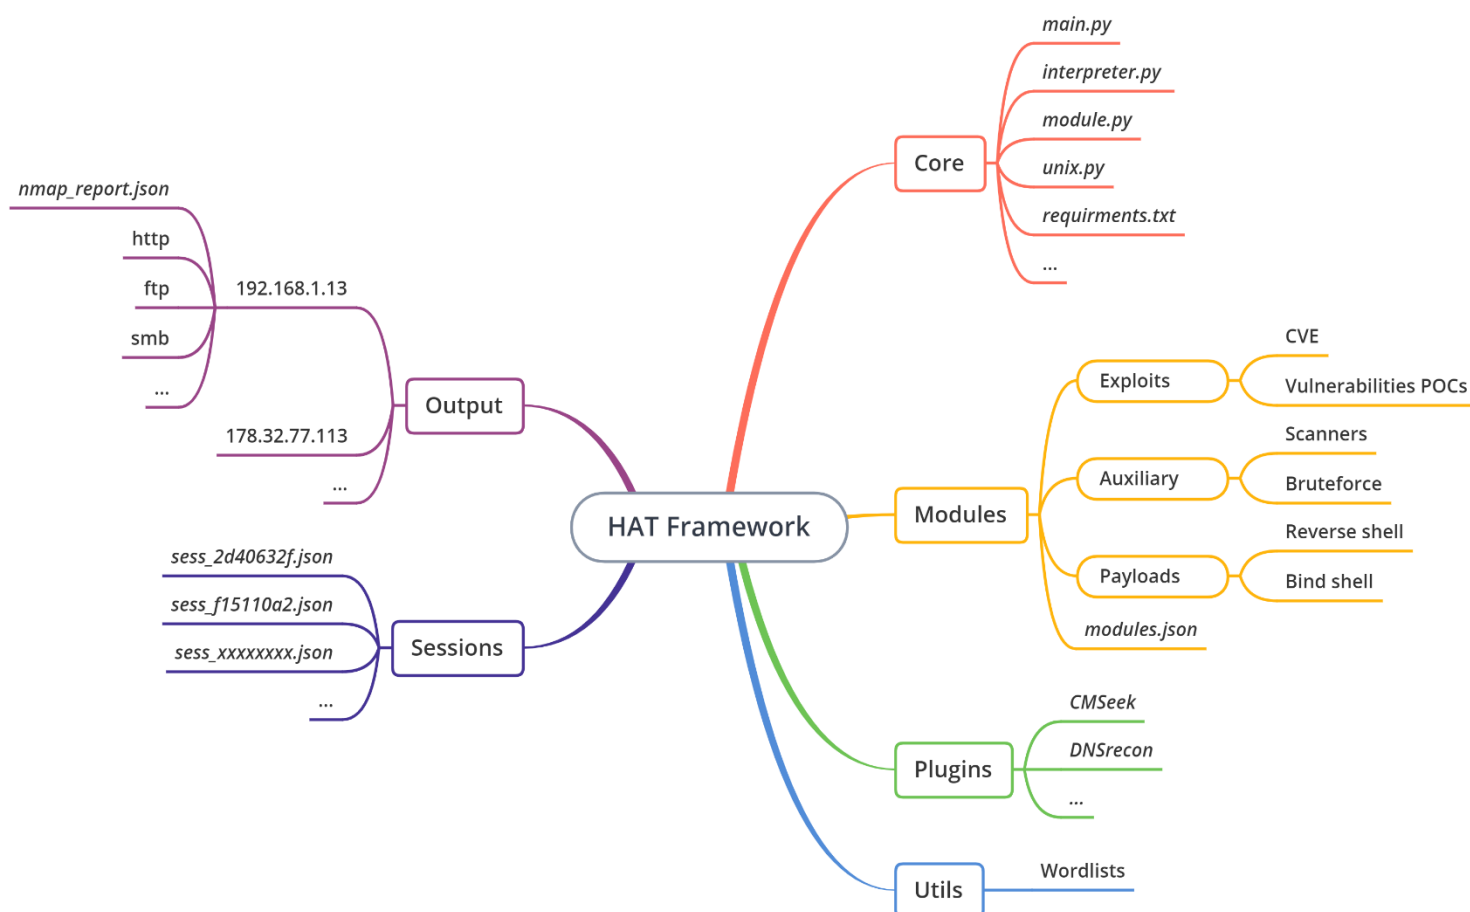 HAT Framework
Core
main.py
interpreter.py
module.py
unix.py
requirments.txt
...
Modules
Exploits
CVE
Vulnerabilities POCs
Auxiliary
Scanners
Bruteforce
Payloads
Reverse shell
Bind shell
modules.json
Plugins
CMSeek
DNSrecon
...
Utils
Wordlists
Output
192.168.1.13
nmap_report.json
http
ftp
smb
...
178.32.77.113
...
Sessions
sess_2d40632f.json
sess_f15110a2.json
sess_xxxxxxxx.json
...